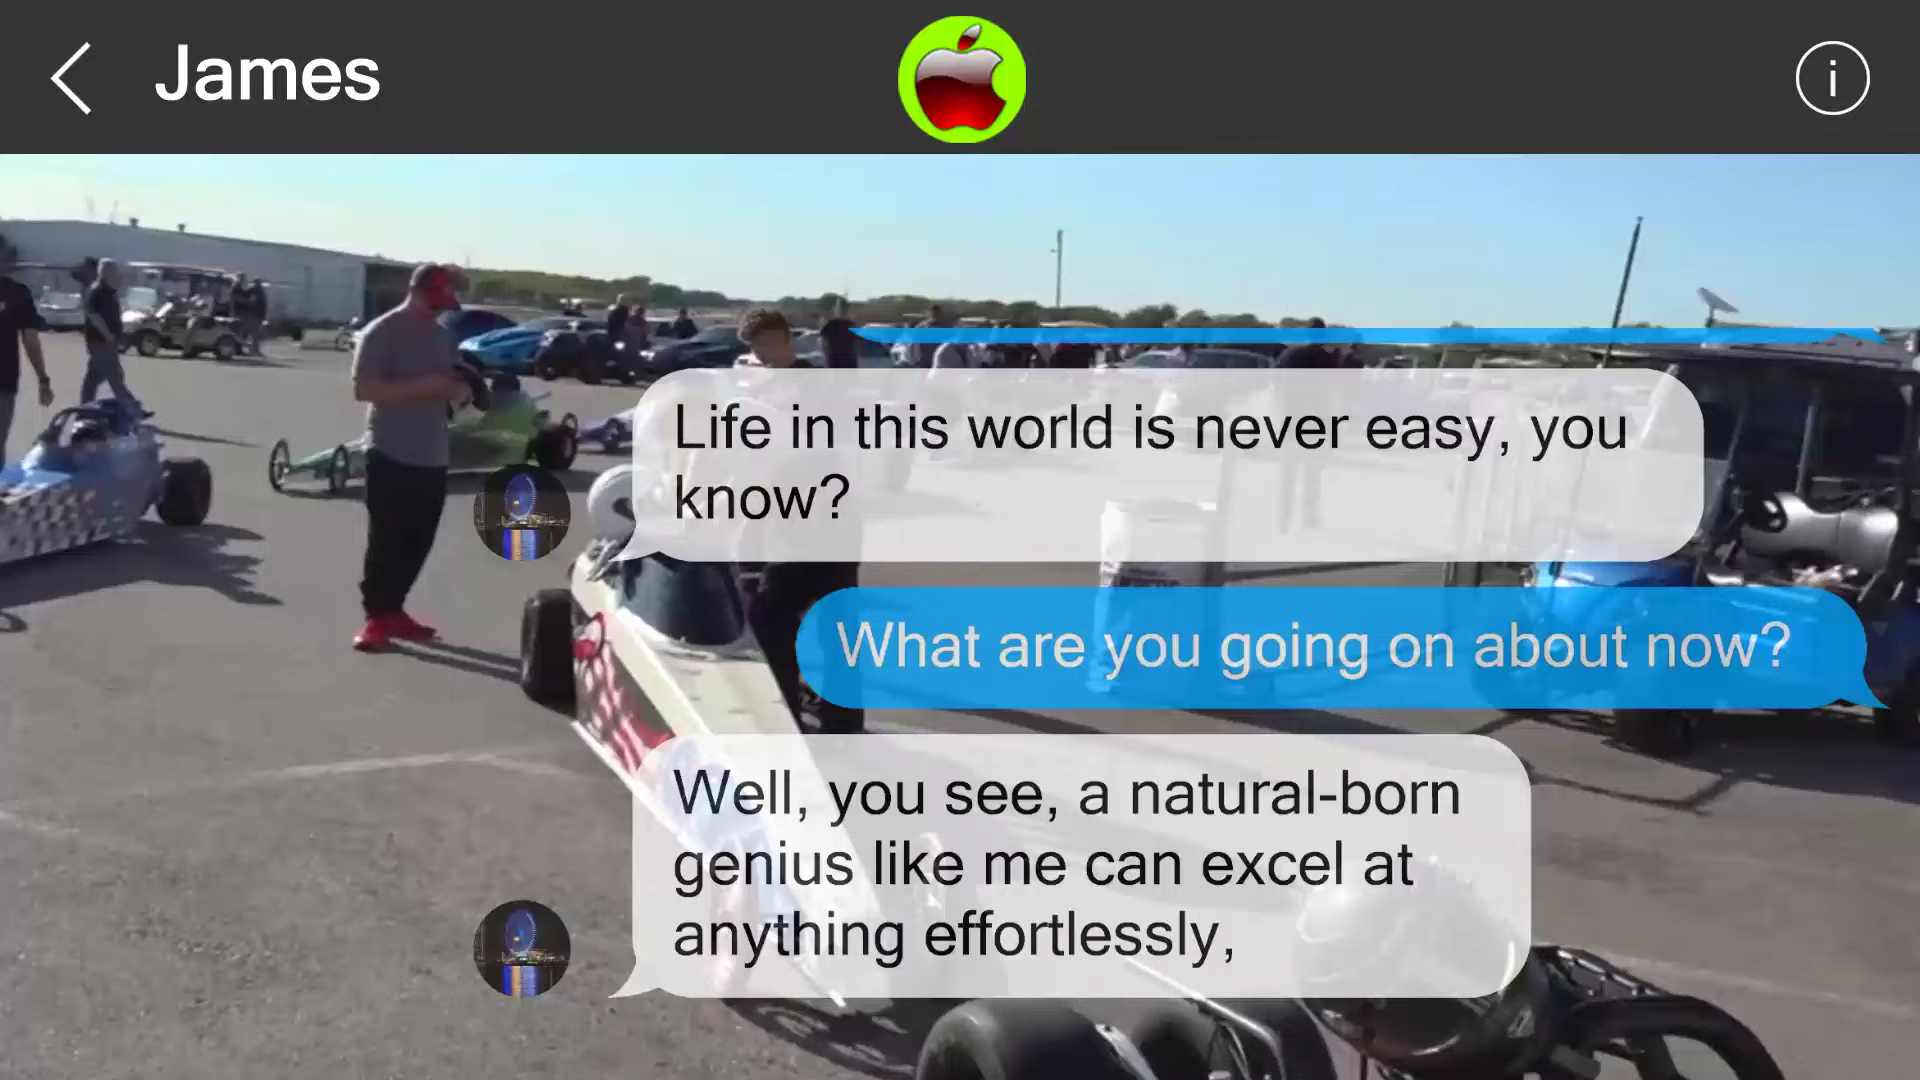 James
Life in this world is never easy, you
know?
What are you going on about now?
Well, you see, a natural-born
genius like me can excel at
anything effortlessly,